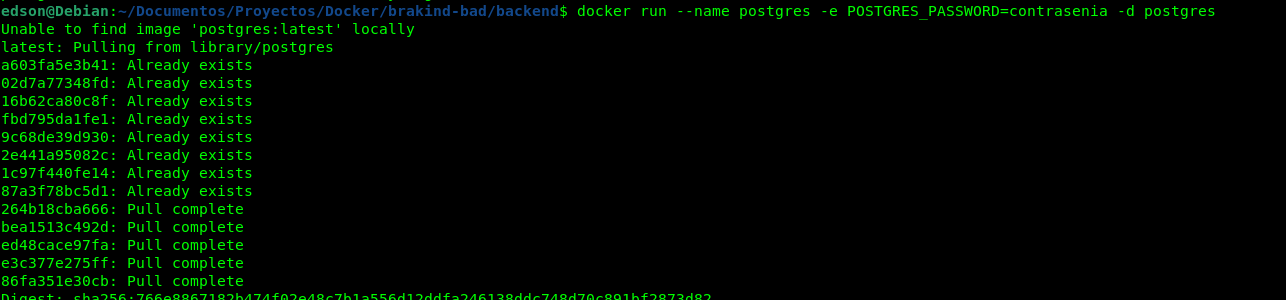 edson@Debian:~/Documentos/Proyectos/Docker/brakind-bad/backend$ docker run --name postgres -e POSTGRES_PASSWORD=contrasenia -d postgres
Unable to find image 'postgres:latest' locally
latest: Pulling from library/postgres
a603fa5e3b41: Already exists
02d7a77348fd: Already exists
16b62ca80c8f: Already exists
fbd795da1fe1: Already exists
9c68de39d930: Already exists
2e441a95082c: Already exists
1c97f440fe14: Already exists
87a3f78bc5d1: Already exists
264b18cba666: Pull complete
bea1513c492d: Pull complete
ed48cace97fa: Pull complete
e3c377e275ff: Pull complete
86fa351e30cb: Pull complete
Digest: sha256:766e8867182b474f02e48c7b1a556d12ddfa246138ddc748d70c891bf2873d82